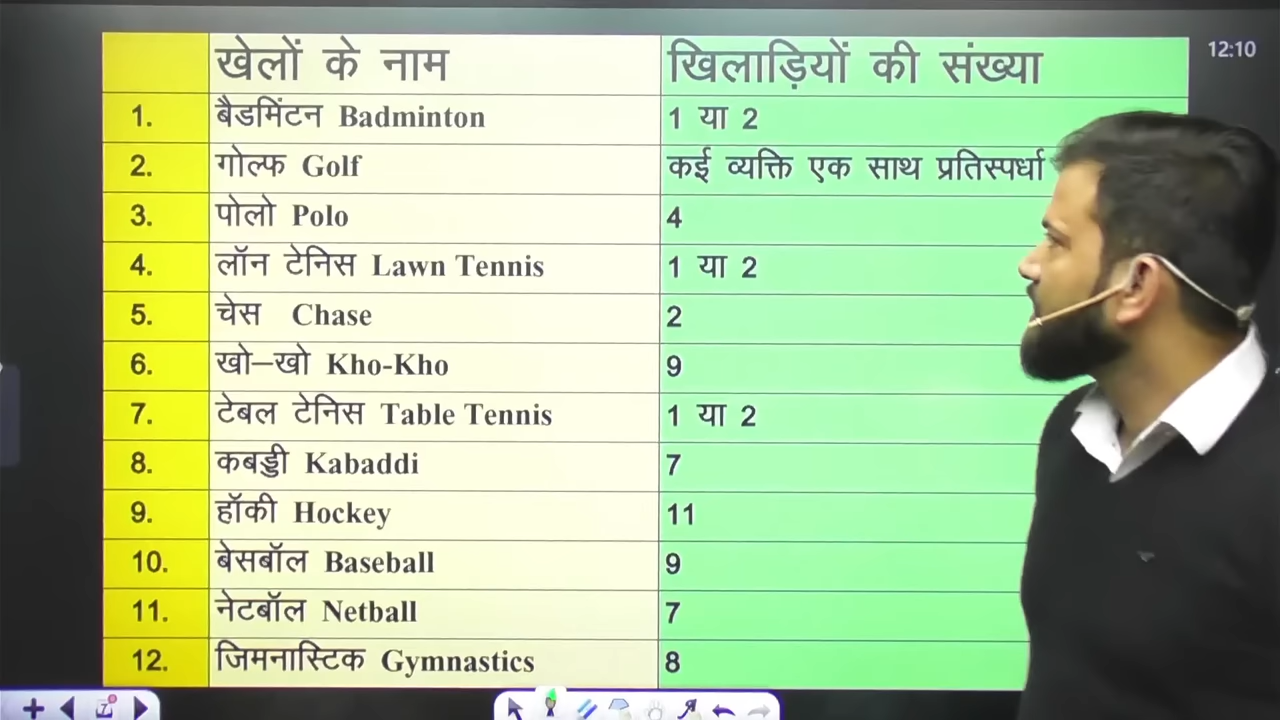 खेलों के नाम खिलाड़ियों की संख्या
12:10
1. बैडमिंटन Badminton 1 या 2
2. गोल्फ Golf कई व्यक्ति एक साथ प्रतिस्पर्धा
3. पोलो Polo 4
4. लॉन टेनिस Lawn Tennis 1 या 2
5. चेस Chase 2
6. खो–खो Kho-Kho 9
7. टेबल टेनिस Table Tennis 1 या 2
8. कबड्डी Kabaddi 7
9. हॉकी Hockey 11
10. बेसबॉल Baseball 9
11. नेटबॉल Netball 7
12. जिमनास्टिक Gymnastics 8